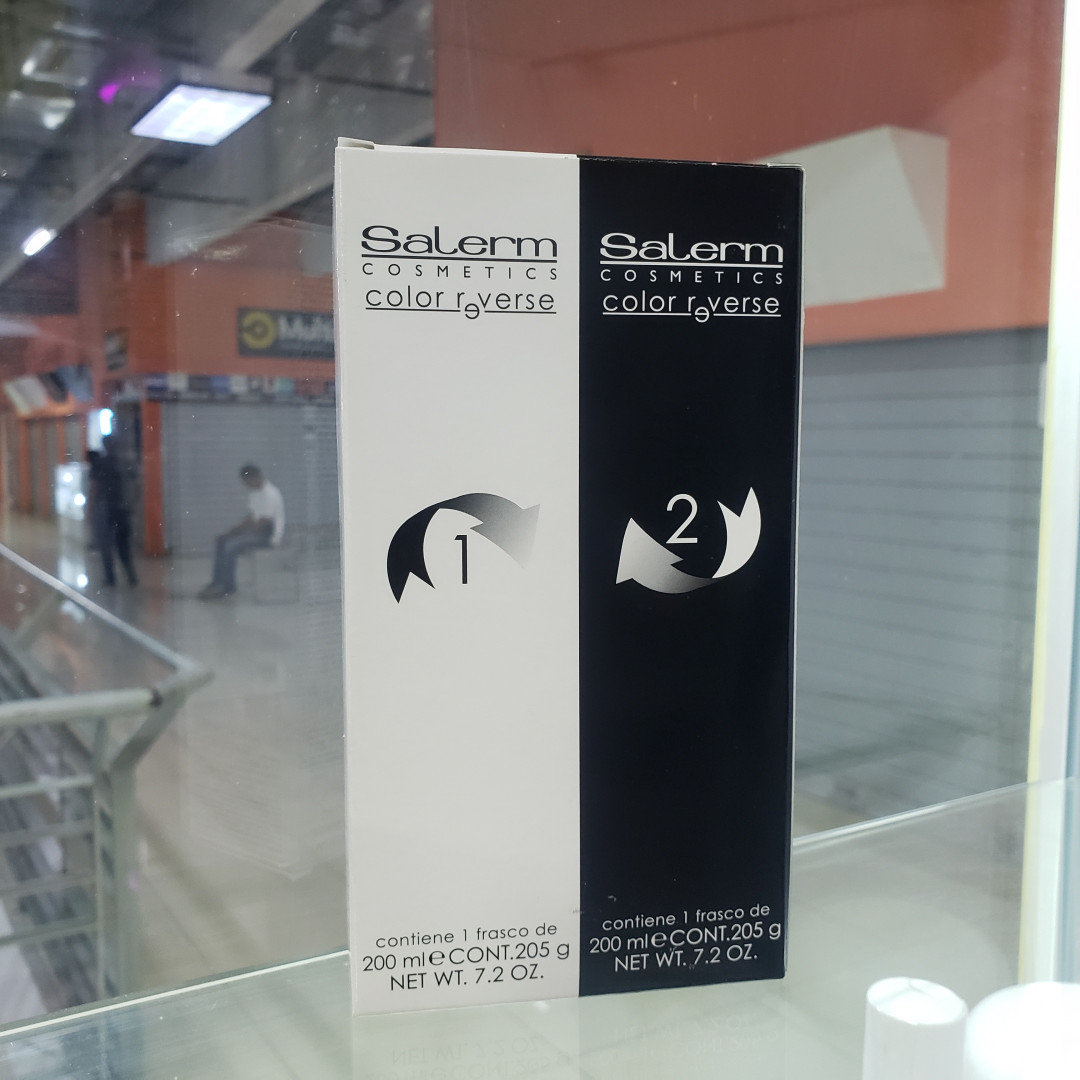 Salerm
COSMETICS
color reverse
1
contiene 1 frasco de
200 ml e CONT.205 g
NET WT. 7.2 OZ.
Salerm
COSMETICS
color reverse
2
contiene 1 frasco de
200 ml e CONT.205 g
NET WT. 7.2 OZ.